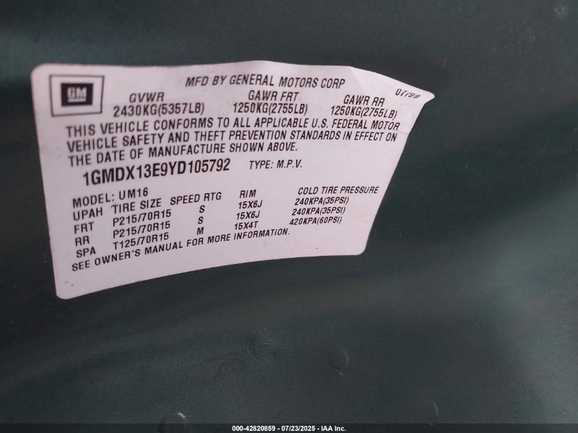 MFD BY GENERAL MOTORS CORP
GM
GVWR GAWR FRT GAWR RR
2430KG(5357LB) 1250KG(2755LB) 1250KG(2755LB)
THIS VEHICLE CONFORMS TO ALL APPLICABLE U.S. FEDERAL MOTOR
VEHICLE SAFETY AND THEFT PREVENTION STANDARDS IN EFFECT ON
THE DATE OF MANUFACTURE SHOWN ABOVE.
1GMDX13E9YD105792 TYPE: M.P.V.
MODEL: UM16
UPAH TIRE SIZE SPEED RTG RIM COLD TIRE PRESSURE
FRT P215/70R15 S 15X6J 240KPA(35PSI)
RR P215/70R15 S 15X6J 240KPA(35PSI)
SPA T125/70R15 M 15X4T 420KPA(60PSI)
SEE OWNER'S MANUAL FOR MORE INFORMATION.
000-42820859 - 07/23/2025 - IAA Inc.